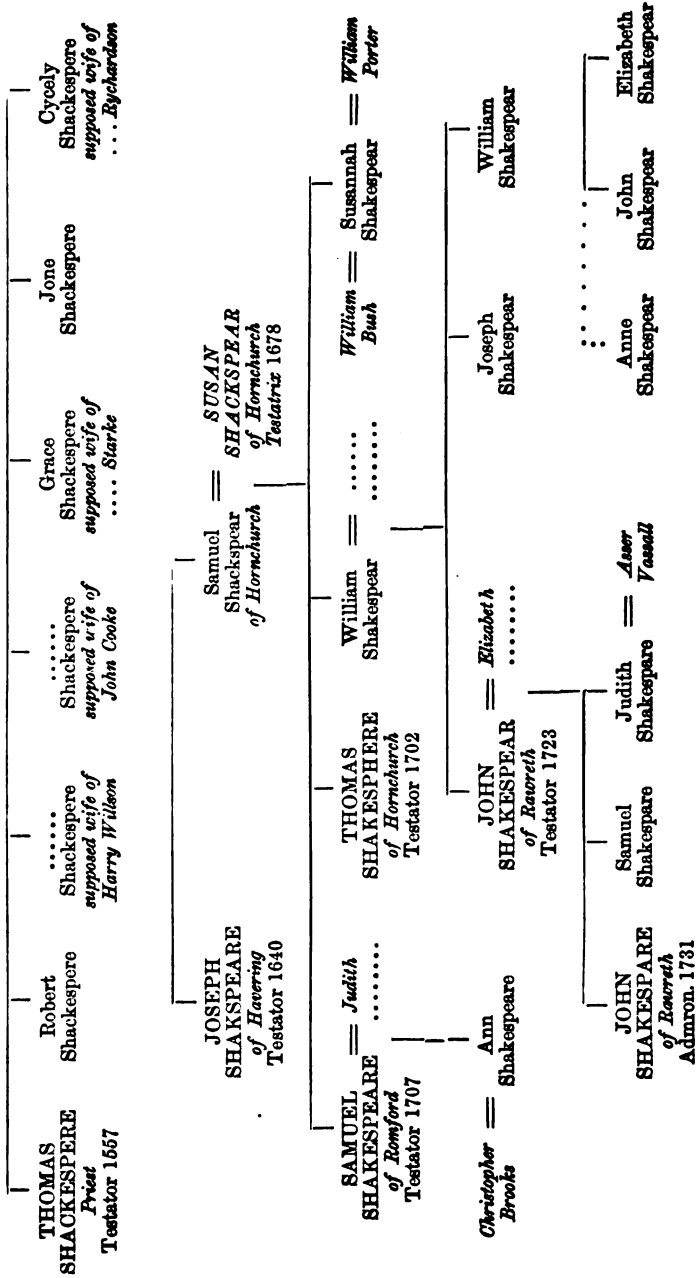 THOMAS
SHACKESPERE
Priest
Testator 1557
Robert
Shackespere
......
Shackespere
supposed wife of
Harry Willson
......
Shackespere
supposed wife of
John Cooke
Grace
Shackespere
supposed wife of
.... Starke
Jone
Shackespere
Cycely
Shackespere
supposed wife of
.... Rychardson
JOSEPH
SHAKSPEARE
of Havering
Testator 1640
Samuel
Shackspear
of Hornchurch
=
SUSAN
SHACKSPEAR
of Hornchurch
Testatrix 1678
SAMUEL
SHAKESPEARE
of Romford
Testator 1707
=
Judith
........
THOMAS
SHAKESPHERE
of Hornchurch
Testator 1702
William
Shakespear
=
......
........
William
Bush
=
Susannah
Shakespear
=
William
Porter
Christopher
Brooks
=
Ann
Shakespeare
JOHN
SHAKESPEAR
of Raworeth
Testator 1723
=
Elizabeth
........
Joseph
Shakespear
William
Shakespear
JOHN
SHAKESPARE
of Raworeth
Admron. 1731
Samuel
Shakespare
Judith
Shakespare
=
Asser
Vassall
Anne
Shakespear
John
Shakespear
Elizabeth
Shakespear